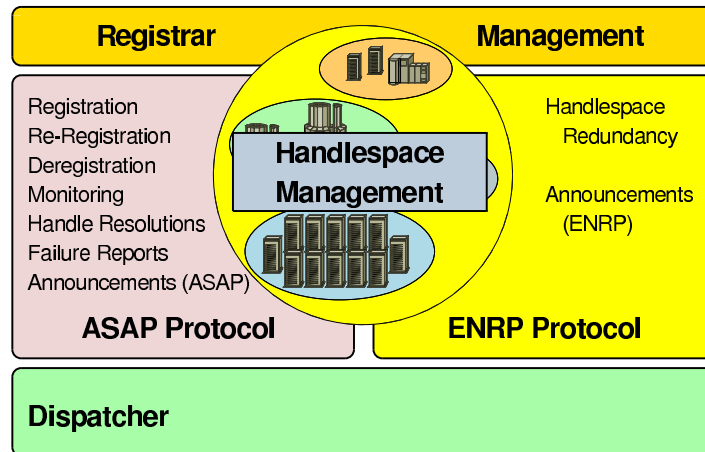 Registrar Management
Registration
Re-Registration
Deregistration
Monitoring
Handle Resolutions
Failure Reports
Announcements (ASAP)
ASAP Protocol
Handlespace
Management
Handlespace
Redundancy
Announcements
(ENRP)
ENRP Protocol
Dispatcher